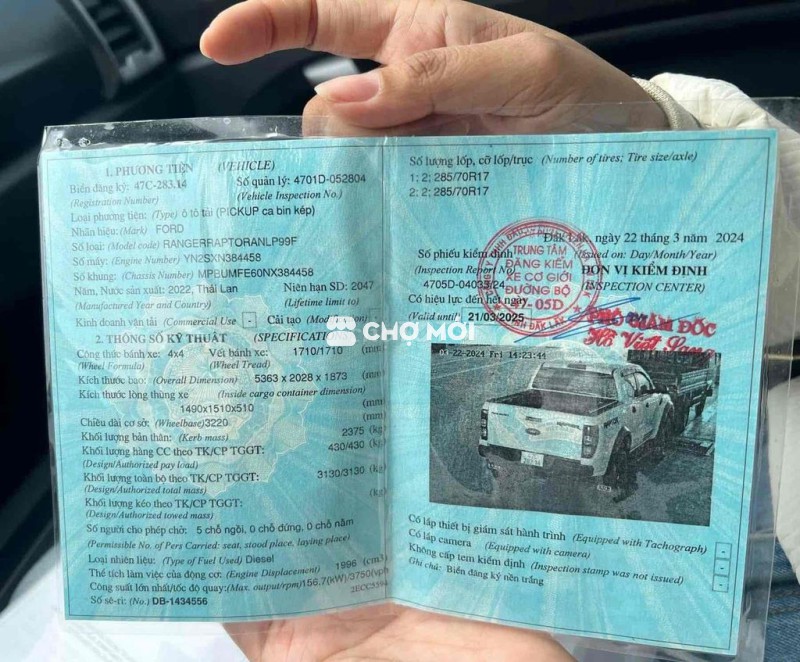 1. PHƯƠNG TIỆN (VEHICLE)
Biển đăng ký: 47C-283.14 Số quản lý: 4701D-052804
(Registration Number) (Vehicle Inspection No.)
Loại phương tiện: (Type) ô tô tải (PICKUP ca bin kép)
Nhãn hiệu: (Mark) FORD
Số loại: (Model code) RANGERRAPTORANLP99F
Số máy: (Engine Number) YN2SXN384458
Số khung: (Chassis Number) MPBUMFE60NX384458
Năm, Nước sản xuất: 2022, Thái Lan Niên hạn SD: 2047
(Manufactured Year and Country) (Lifetime limit to)
Kinh doanh vận tải (Commercial Use) - Cải tạo
2. THÔNG SỐ KỸ THUẬT
Công thức bánh xe: 4x4 Vết bánh xe: 1710/1710 (mm)
(Wheel Formula) (Wheel Tread)
Kích thước bao: (Overall Dimension) 5363 x 2028 x 1873 (mm)
Kích thước lòng thùng xe (Inside cargo container dimension)
1490x1510x510 (mm)
Chiều dài cơ sở: (Wheelbase) 3220 (mm)
Khối lượng bản thân: (Kerb mass) 2375 (kg)
Khối lượng hàng CC theo TK/CP TGGT: 430/430 (kg)
(Design/Authorized pay load)
Khối lượng toàn bộ theo TK/CP TGGT: 3130/3130 (kg)
(Design/Authorized total mass)
Khối lượng kéo theo TK/CP TGGT: (kg)
(Design/Authorized towed mass)
Số người cho phép chở: 5 chỗ ngồi, 0 chỗ đứng, 0 chỗ nằm
(Permissible No. of Pers Carried: seat, stood place, laying place)
Loại nhiên liệu: (Type of Fuel Used) Diesel
Thể tích làm việc của động cơ: (Engine Displacement) 1996 (cm3)
Công suất lớn nhất/tốc độ quay: (Max. output/rpm) 156.7(kW)/3750(vph)
Số sê-ri: (No.) DB-1434556
Số lượng lốp, cỡ lốp/trục (Number of tires; Tire size/axle)
1: 2; 285/70R17
2: 2; 285/70R17
Đắk Lắk, ngày 22 tháng 3 năm 2024
Số phiếu kiểm định (Issued on: Day/Month/Year)
(Inspection Report No) ĐƠN VỊ KIỂM ĐỊNH
4705D-04033/24 (INSPECTION CENTER)
Có hiệu lực đến hết ngày
(Valid until) 21/03/2025
TRUNG TÂM
ĐĂNG KIỂM
XE CƠ GIỚI
ĐƯỜNG BỘ
47-05D
PHÓ GIÁM ĐỐC
CHỢ MỚI
14:23:44
Có lắp thiết bị giám sát hành trình (Equipped with Tachograph) -
Có lắp camera (Equipped with camera) -
Không cấp tem kiểm định (Inspection stamp was not issued) -
Ghi chú: Biển đăng ký nền trắng